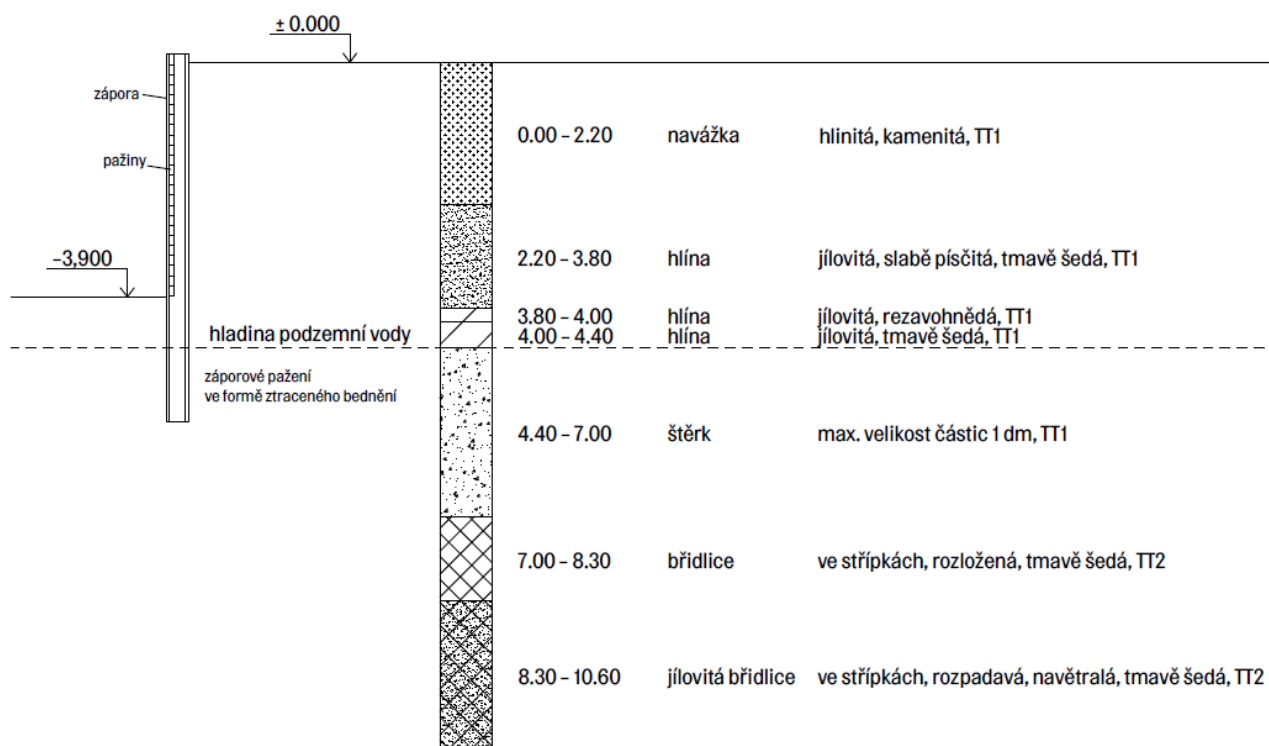 ± 0.000
zápora
pažiny
0.00 – 2.20 navážka hlinitá, kamenitá, TT1
-3,900
2.20 – 3.80 hlína jílovitá, slabě písčitá, tmavě šedá, TT1
3.80 – 4.00 hlína jílovitá, rezavohnědá, TT1
hladina podzemní vody 4.00 – 4.40 hlína jílovitá, tmavě šedá, TT1
záporové pažení
ve formě ztraceného bednění
4.40 – 7.00 štěrk max. velikost částic 1 dm, TT1
7.00 – 8.30 břidlice ve střípkách, rozložená, tmavě šedá, TT2
8.30 – 10.60 jílovitá břidlice ve střípkách, rozpadavá, navětralá, tmavě šedá, TT2